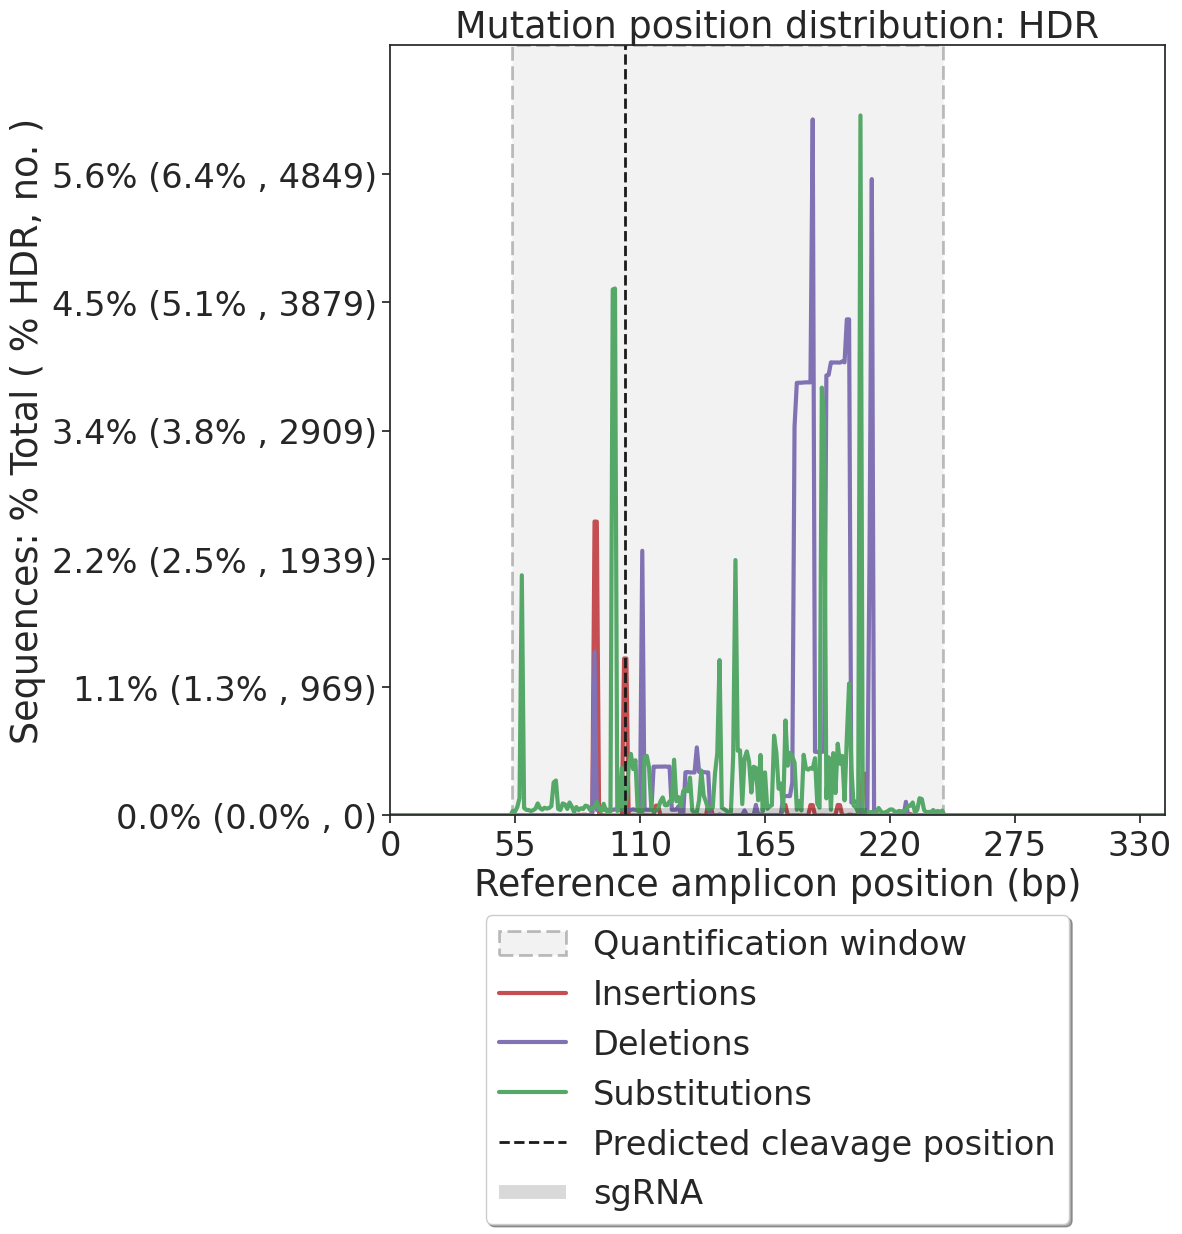 Mutation position distribution: HDR
Sequences: % Total ( % HDR, no. )
5.6% (6.4% , 4849)
4.5% (5.1% , 3879)
3.4% (3.8% , 2909)
2.2% (2.5% , 1939)
1.1% (1.3% , 969)
0.0% (0.0% , 0)
0 55 110 165 220 275 330
Reference amplicon position (bp)
Quantification window
Insertions
Deletions
Substitutions
Predicted cleavage position
sgRNA